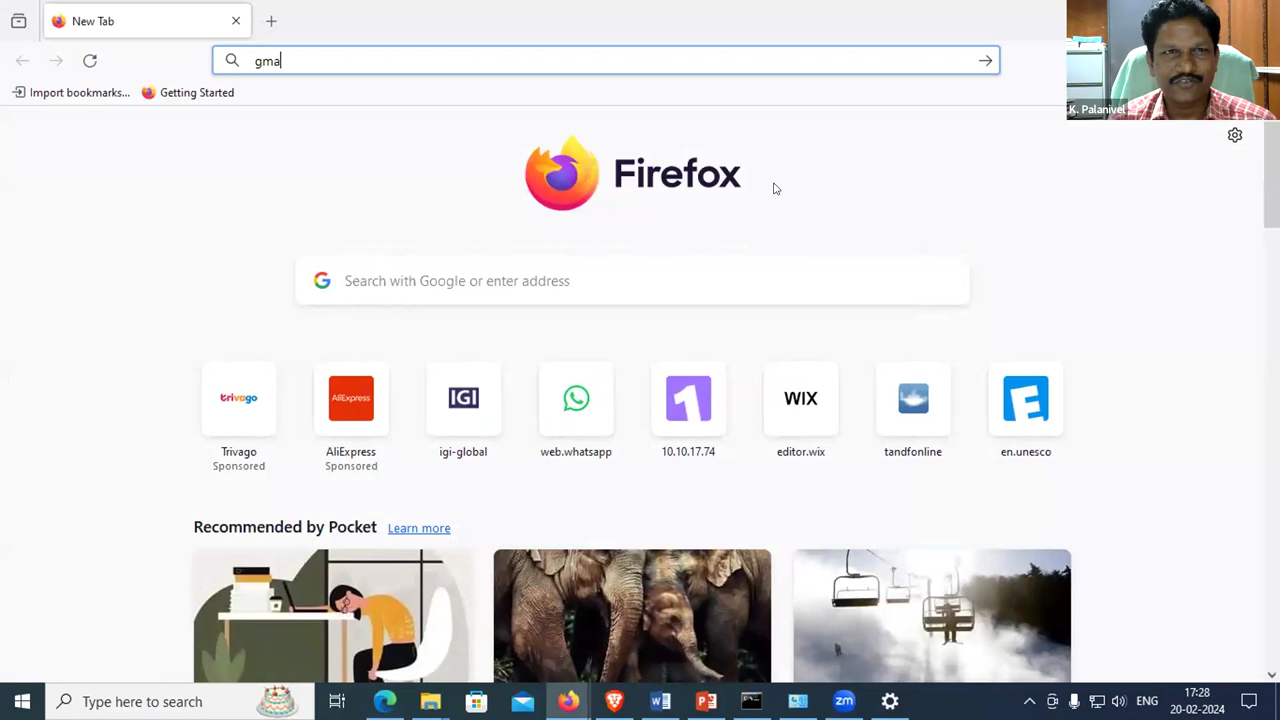 New Tab
gma
Import bookmarks...
Getting Started
K. Palanivel
Firefox
Search with Google or enter address
trivago
AliExpress
IGI
1
WIX
E
Trivago
Sponsored
AliExpress
Sponsored
igi-global
web.whatsapp
10.10.17.74
editor.wix
tandfonline
en.unesco
Recommended by Pocket
Learn more
Type here to search
zm
ENG
17:28
20-02-2024